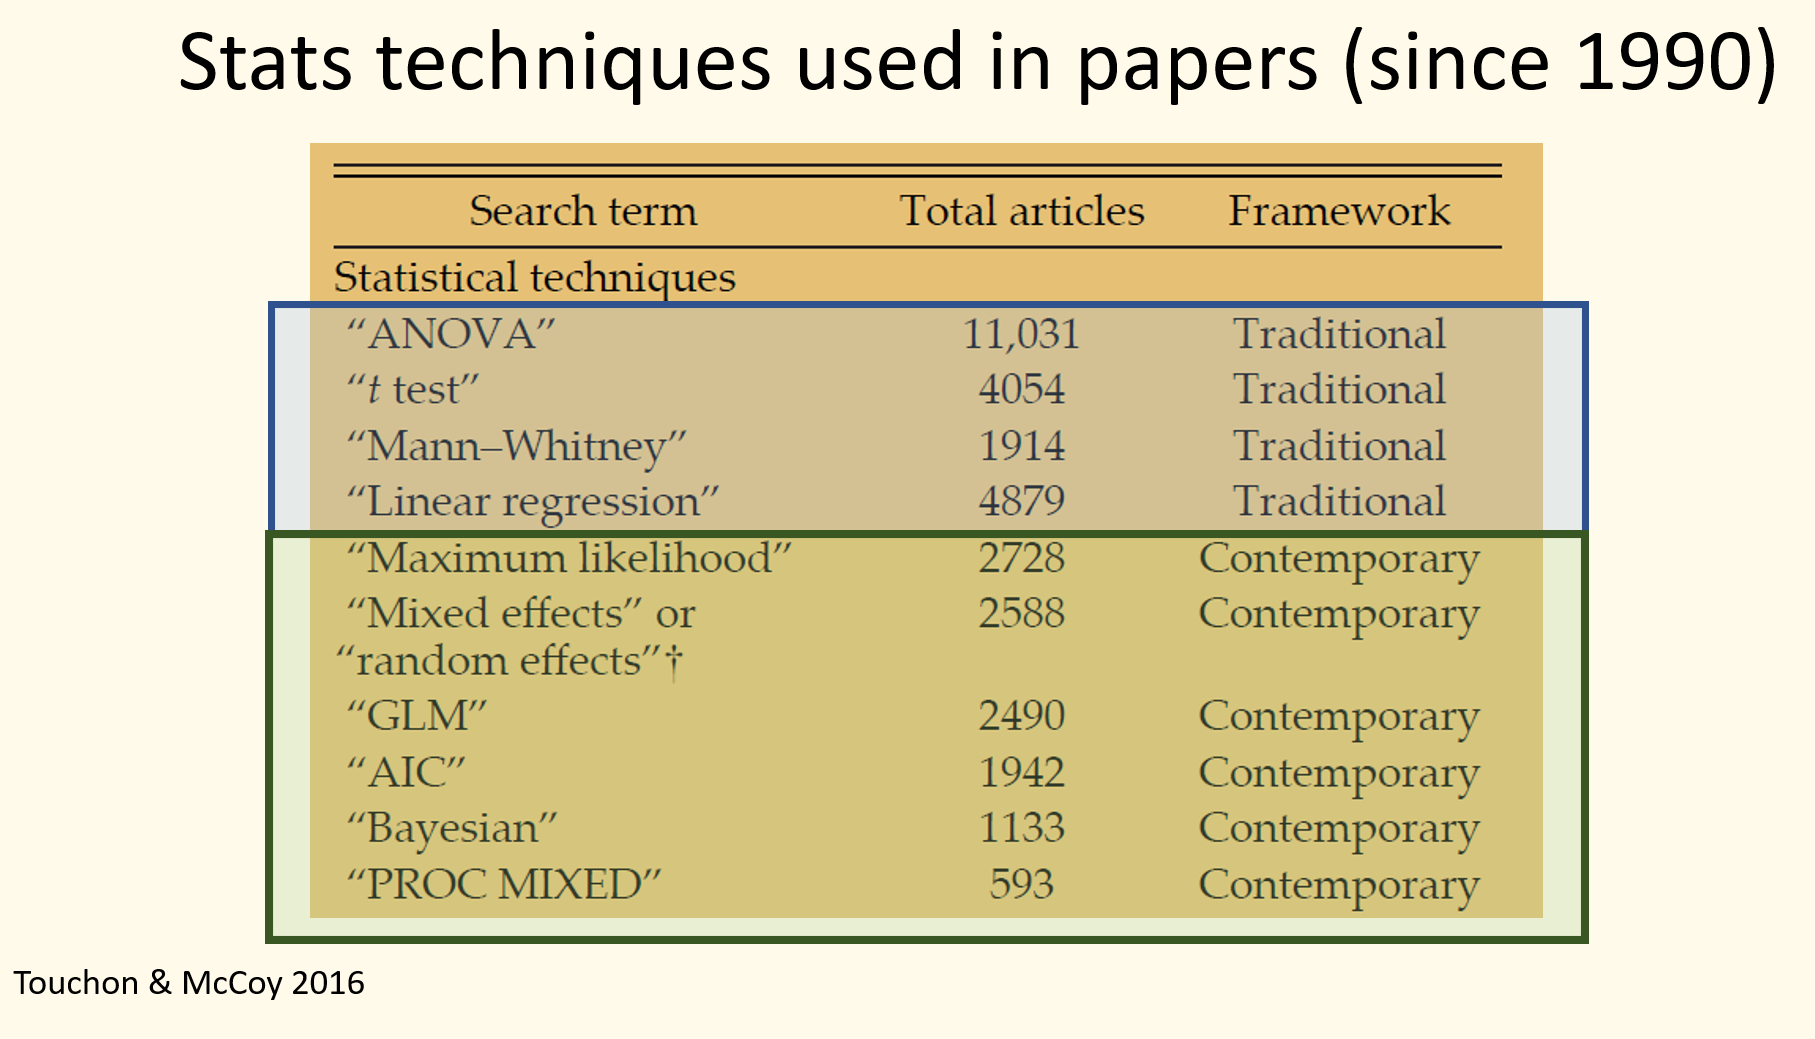 Stats techniques used in papers (since 1990)
Search term Total articles Framework
Statistical techniques
“ANOVA” 11,031 Traditional
“t test” 4054 Traditional
“Mann–Whitney” 1914 Traditional
“Linear regression” 4879 Traditional
“Maximum likelihood” 2728 Contemporary
“Mixed effects” or 2588 Contemporary
“random effects”†
“GLM” 2490 Contemporary
“AIC” 1942 Contemporary
“Bayesian” 1133 Contemporary
“PROC MIXED” 593 Contemporary
Touchon & McCoy 2016